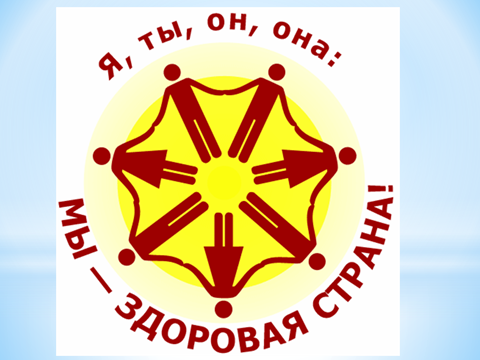 Я, ты, он, она:
МЫ — ЗДОРОВАЯ СТРАНА!